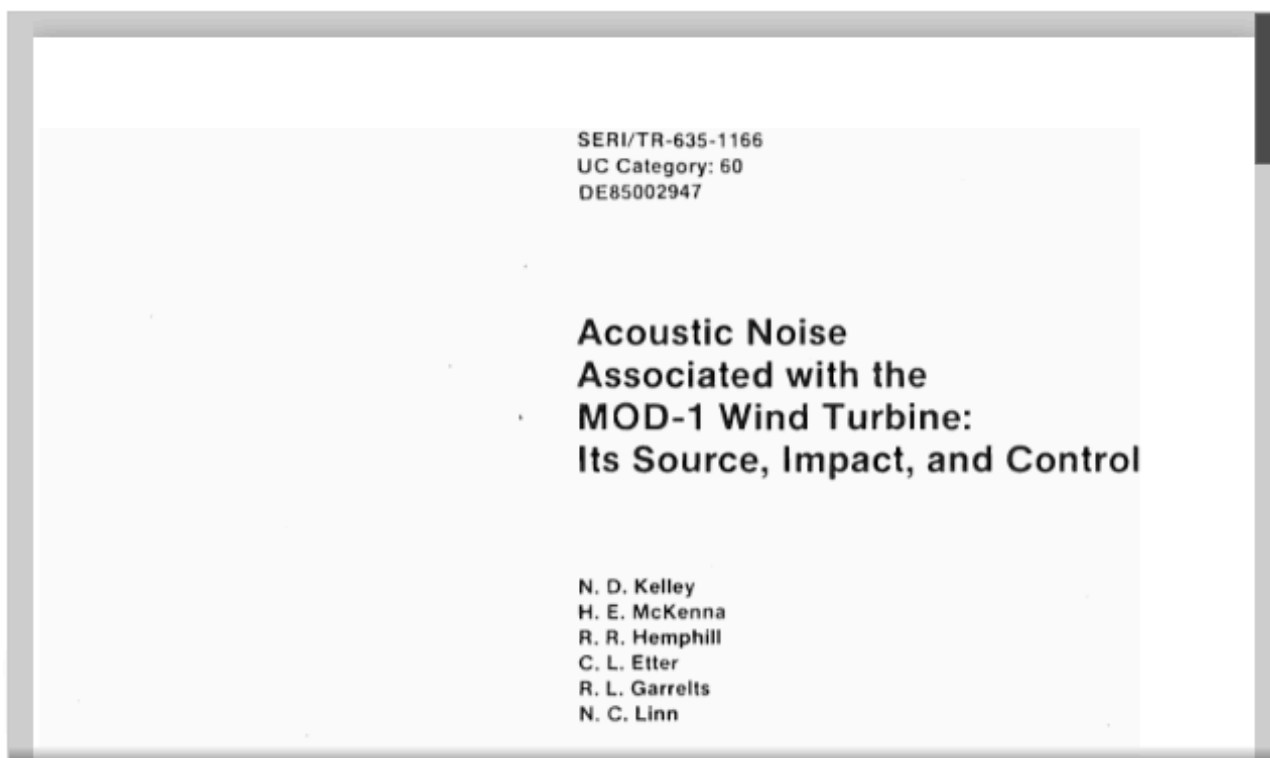 SERI/TR-635-1166
UC Category: 60
DE85002947
Acoustic Noise
Associated with the
MOD-1 Wind Turbine:
Its Source, Impact, and Control
N. D. Kelley
H. E. McKenna
R. R. Hemphill
C. L. Etter
R. L. Garrelts
N. C. Linn